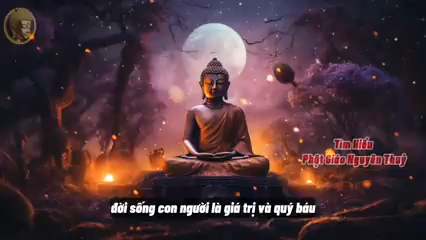 Tìm Hiểu
Phật Giáo Nguyên Thuỷ
đời sống con người là giá trị và quý báu